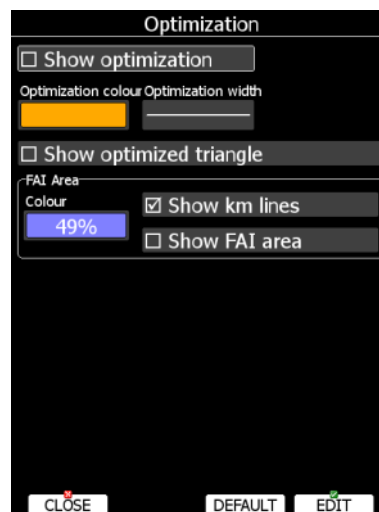 Optimization
Show optimization
Optimization colour Optimization width
Show optimized triangle
FAI Area
Colour
Show km lines
49%
Show FAI area
CLOSE DEFAULT EDIT